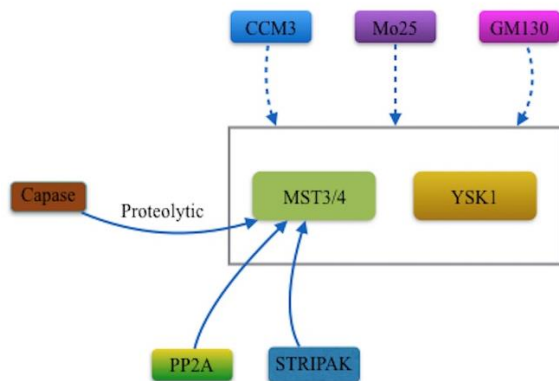 CCM3
Mo25
GM130
Capase
Proteolytic
MST3/4
YSK1
PP2A
STRIPAK